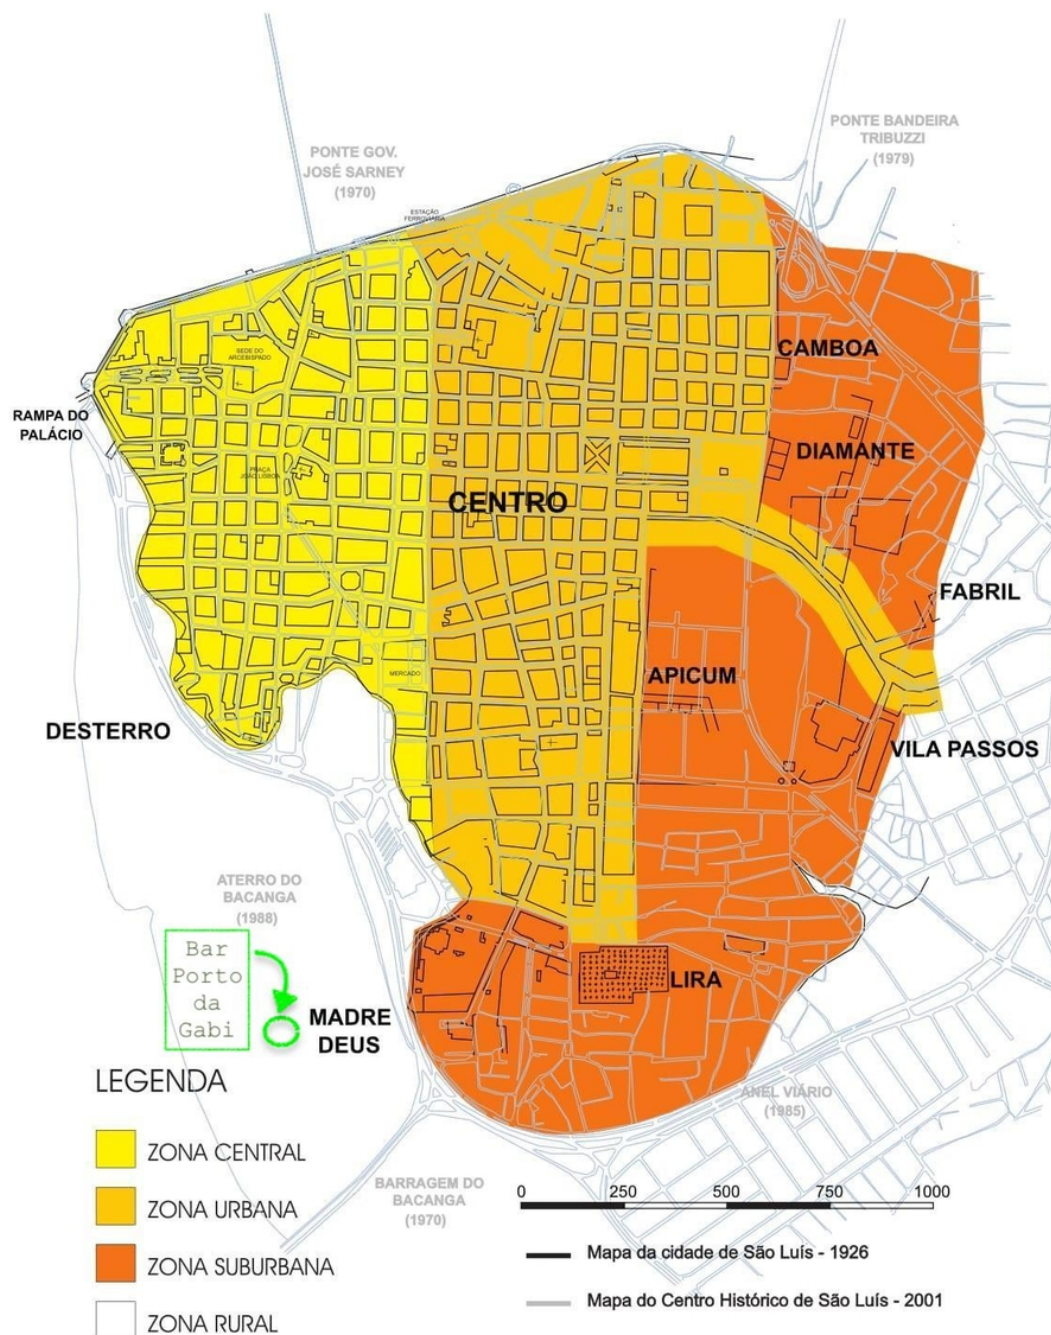 PONTE BANDEIRA
TRIBUZZI
(1979)
PONTE GOV.
JOSÉ SARNEY
(1970)
ESTAÇÃO
FERROVIÁRIA
CAMBOA
SEDE DO
ARCEBISPADO
RAMPA DO
PALÁCIO
DIAMANTE
PRAÇA
JOÃO LISBOA
CENTRO
FABRIL
APICUM
MERCADO
DESTERRO
VILA PASSOS
ATERRO DO
BACANGA
(1988)
Bar
Porto
da
Gabi
LIRA
MADRE
DEUS
LEGENDA
ANEL VIÁRIO
(1985)
ZONA CENTRAL
BARRAGEM DO
BACANGA
(1970)
0 250 500 750 1000
ZONA URBANA
Mapa da cidade de São Luís - 1926
ZONA SUBURBANA
Mapa do Centro Histórico de São Luís - 2001
ZONA RURAL